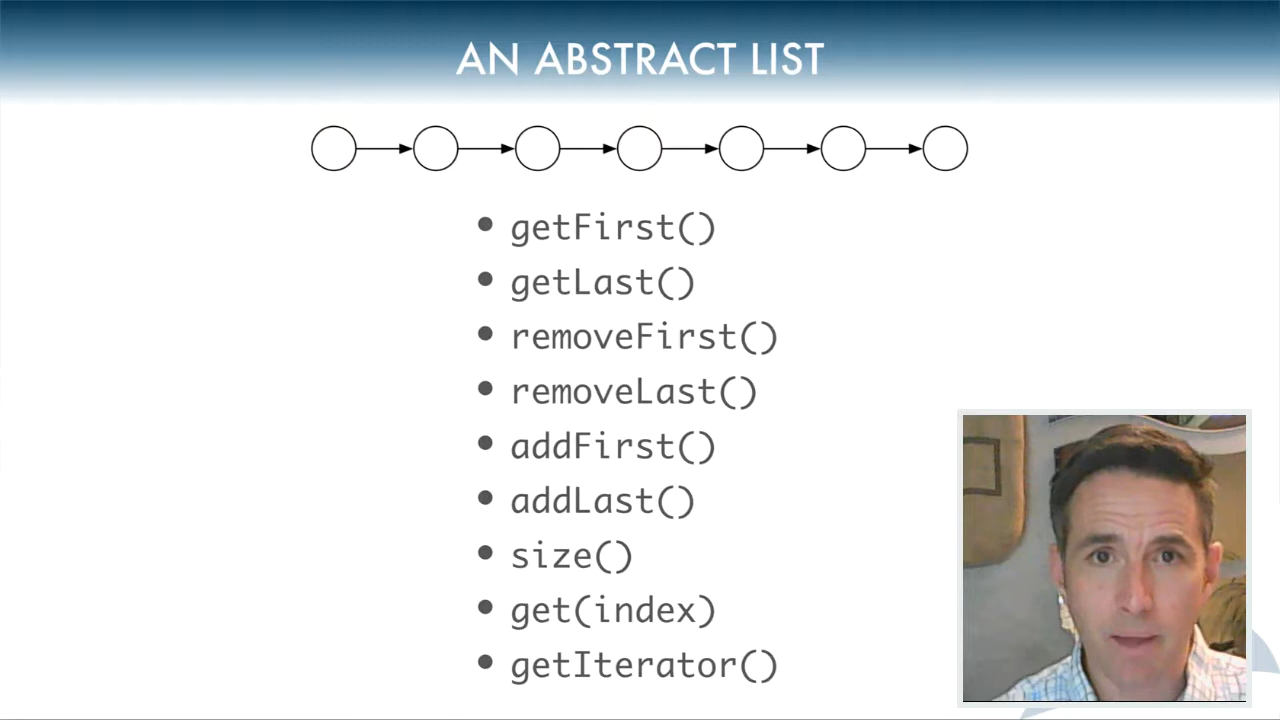 AN ABSTRACT LIST
• getFirst()
• getLast()
• removeFirst()
• removeLast()
• addFirst()
• addLast()
• size()
• get(index)
• getIterator()